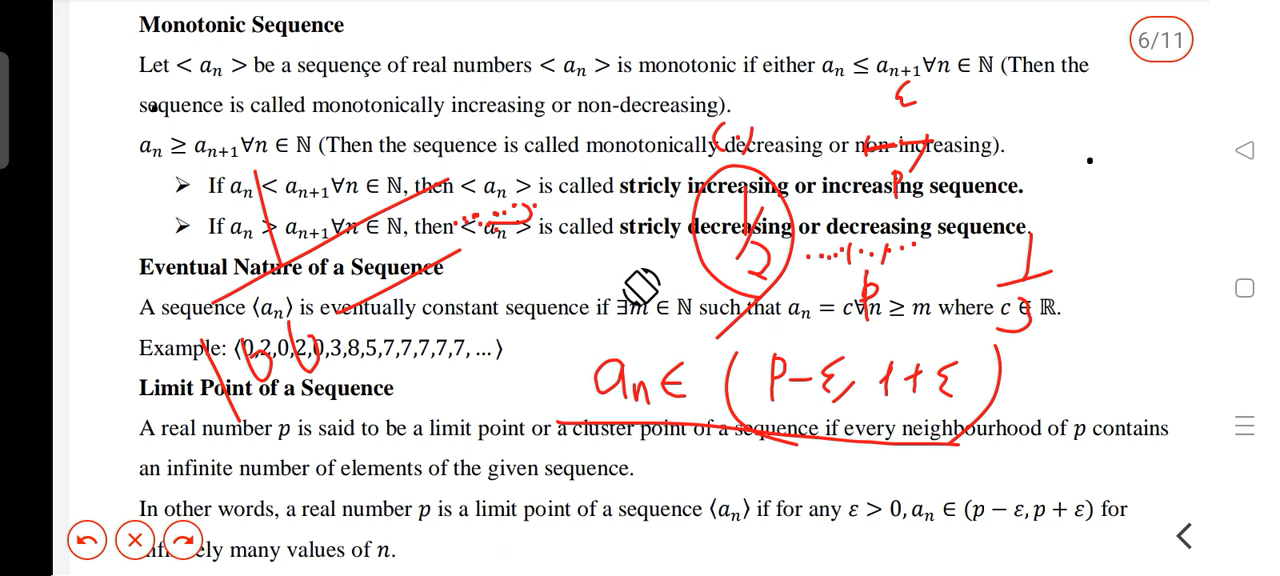 Monotonic Sequence
6/11
Let < aₙ > be a sequençe of real numbers < aₙ > is monotonic if either aₙ ≤ aₙ₊₁∀n ∈ ℕ (Then the
sequence is called monotonically increasing or non-decreasing).
ε
aₙ ≥ aₙ₊₁∀n ∈ ℕ (Then the sequence is called monotonically decreasing or non-increasing).
➢ If aₙ < aₙ₊₁∀n ∈ ℕ, then < aₙ > is called stricly increasing or increasing sequence.
p
➢ If aₙ > aₙ₊₁∀n ∈ ℕ, then < aₙ > is called stricly decreasing or decreasing sequence.
1/2
1/3
Eventual Nature of a Sequence
p
A sequence ⟨aₙ⟩ is eventually constant sequence if ∃m ∈ ℕ such that aₙ = c∀n ≥ m where c ∈ ℝ.
Example: ⟨0,2,0,2,0,3,8,5,7,7,7,7,7, … ⟩
100
aₙ ∈ (p-ε, 1+ε)
Limit Point of a Sequence
A real number p is said to be a limit point or a cluster point of a sequence if every neighbourhood of p contains
an infinite number of elements of the given sequence.
In other words, a real number p is a limit point of a sequence ⟨aₙ⟩ if for any ε > 0, aₙ ∈ (p − ε, p + ε) for
ely many values of n.